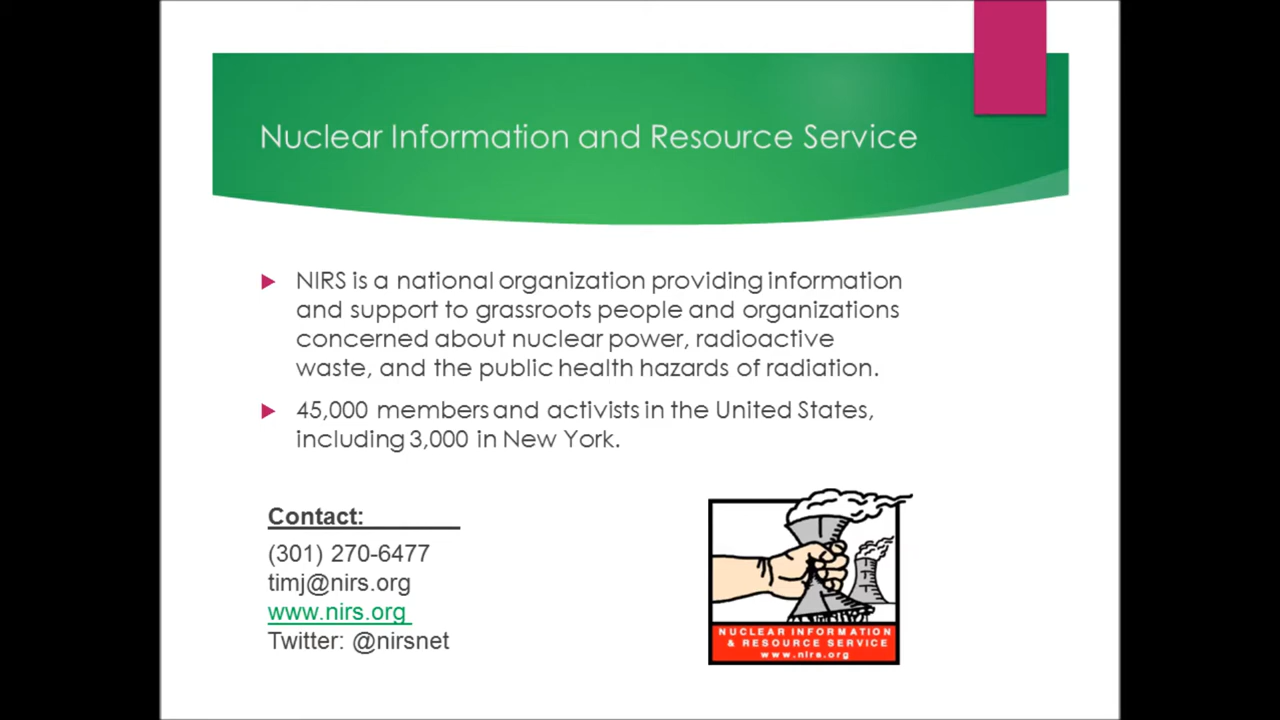 Nuclear Information and Resource Service
NIRS is a national organization providing information
and support to grassroots people and organizations
concerned about nuclear power, radioactive
waste, and the public health hazards of radiation.
45,000 members and activists in the United States,
including 3,000 in New York.
Contact:
(301) 270-6477
timj@nirs.org
www.nirs.org
Twitter: @nirsnet
NUCLEAR INFORMATION
& RESOURCE SERVICE
www.nirs.org